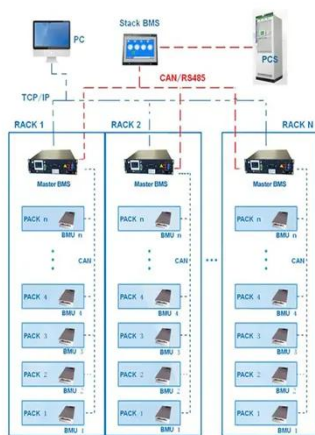 Stack BMS
PC
PCS
CAN/RS485
TCP/IP
RACK 1
RACK 2
RACK N
Master BMS
Master BMS
Master BMS
PACK n
BMU n
PACK n
BMU n
PACK n
BMU n
CAN
CAN
CAN
PACK 4
BMU 4
PACK 4
BMU 4
PACK 4
BMU 4
PACK 3
BMU 3
PACK 3
BMU 3
PACK 3
BMU 3
PACK 2
BMU 2
PACK 2
BMU 2
PACK 2
BMU 2
PACK 1
BMU 1
PACK 1
BMU 1
PACK 1
BMU 1